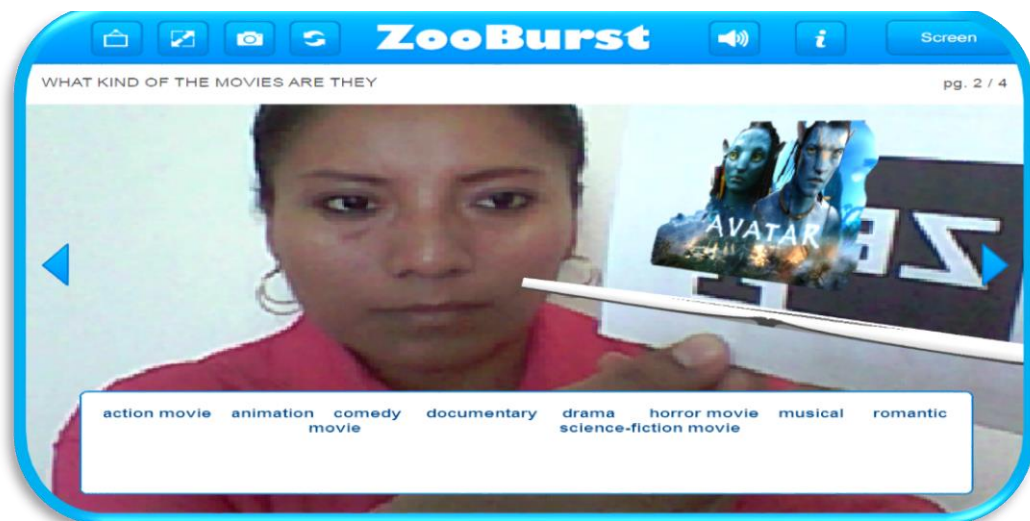 ZooBurst
Screen
WHAT KIND OF THE MOVIES ARE THEY
pg. 2 / 4
AVATAR
action movie animation comedy documentary drama horror movie musical romantic
movie science-fiction movie